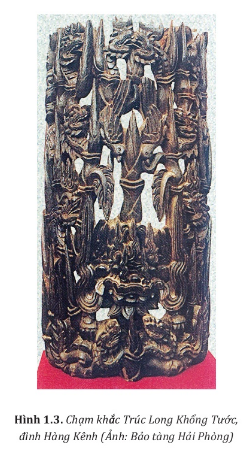 Hình 1.3. Chạm khắc Trúc Long Khổng Tước,
đình Hàng Kênh (Ảnh: Bảo tàng Hải Phòng)